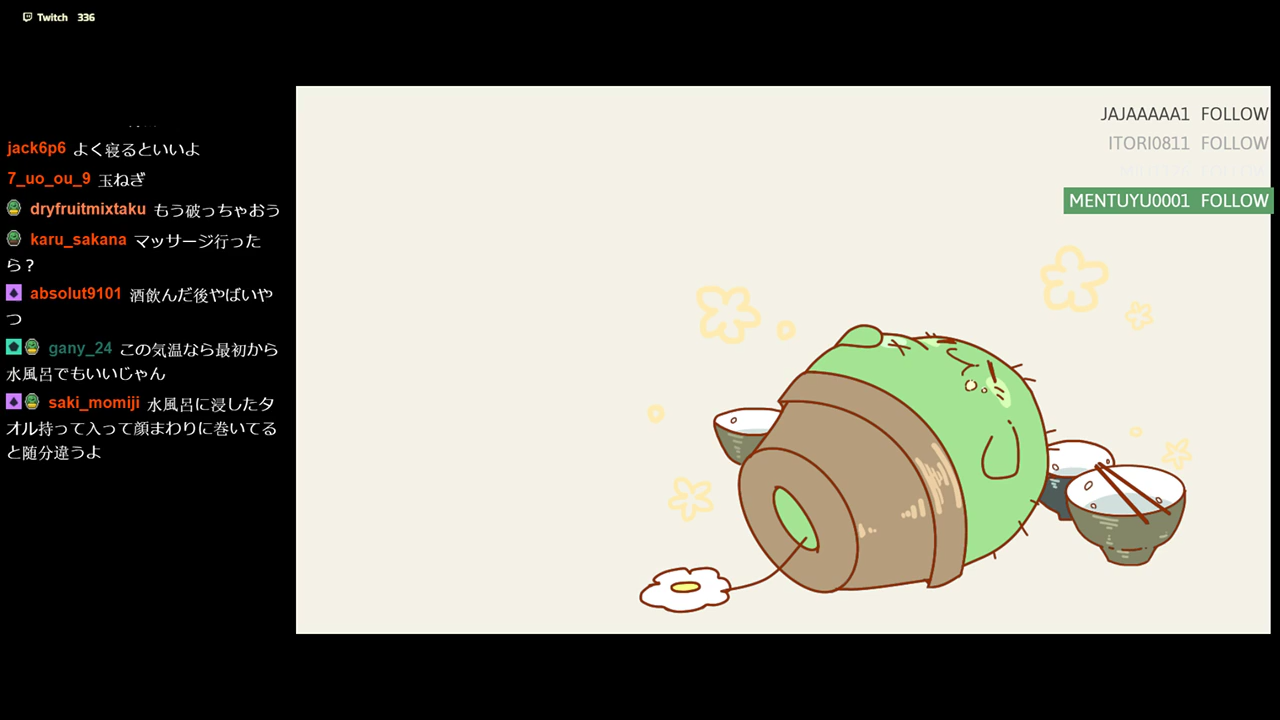 Twitch 336
jack6p6 よく寝るといいよ
7_uo_ou_9 玉ねぎ
dryfruitmixtaku もう破っちゃおう
karu_sakana マッサージ行った
ら？
absolut9101 酒飲んだ後やばいや
つ
gany_24 この気温なら最初から
水風呂でもいいじゃん
saki_momiji 水風呂に浸したタ
オル持って入って顔まわりに巻いてる
と随分違うよ
JAJAAAAA1 FOLLOW
ITORI0811 FOLLOW
MENTUYU0001 FOLLOW